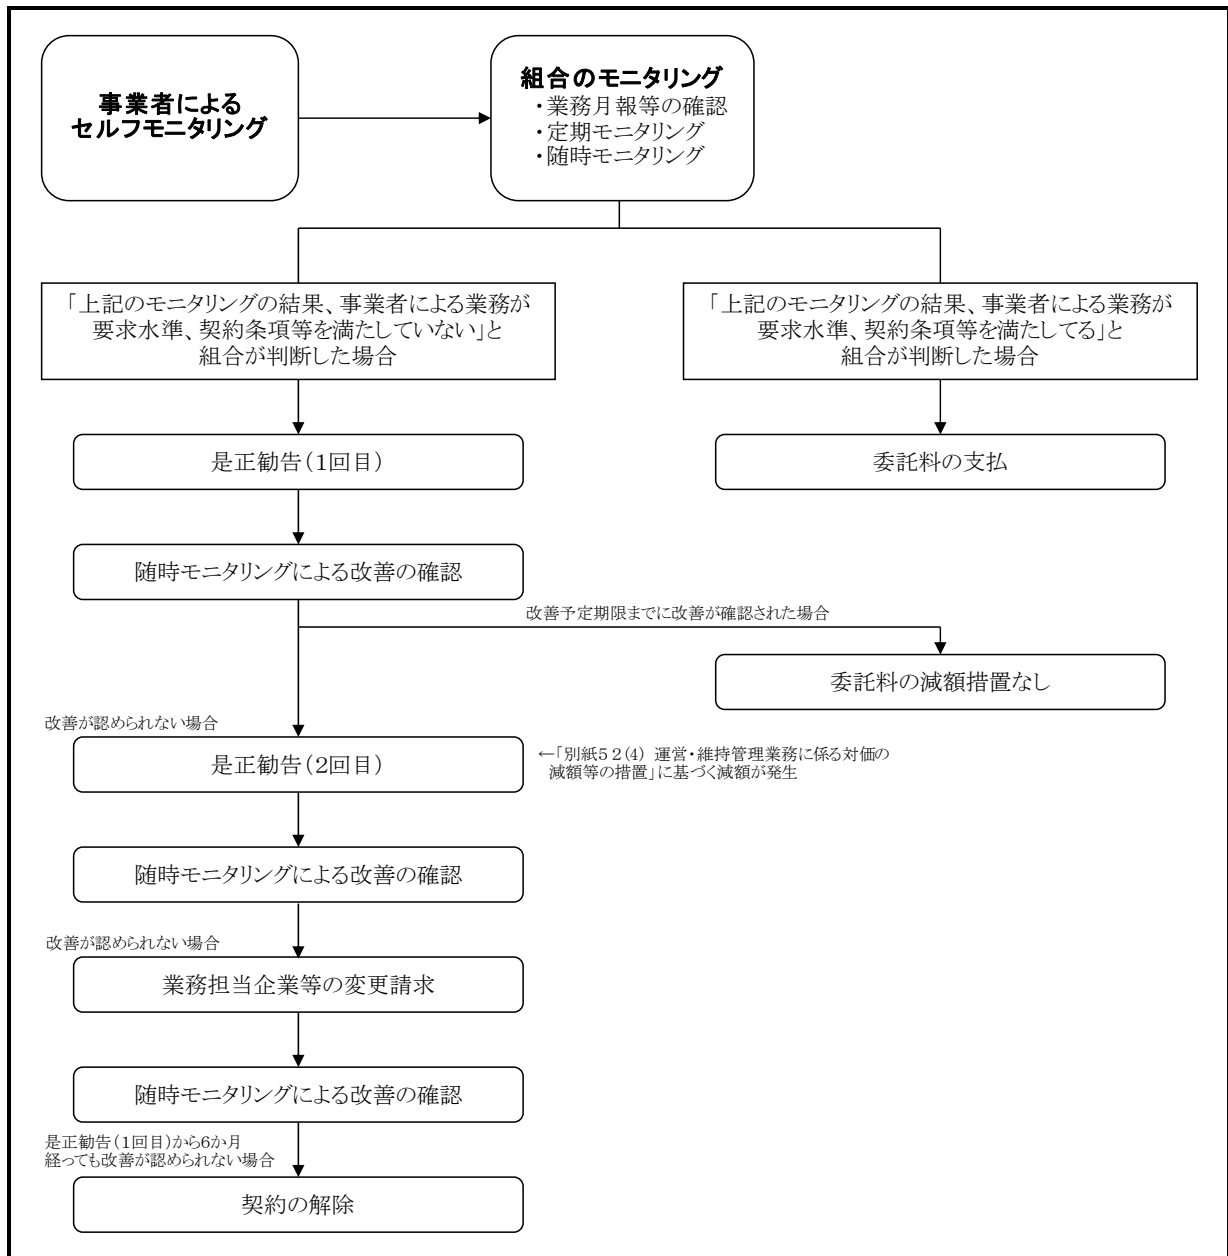 事業者による
セルフモニタリング
組合のモニタリング
・業務月報等の確認
・定期モニタリング
・随時モニタリング
「上記のモニタリングの結果、事業者による業務が
要求水準、契約条項等を満たしていない」と
組合が判断した場合
「上記のモニタリングの結果、事業者による業務が
要求水準、契約条項等を満たしてる」と
組合が判断した場合
是正勧告(1回目)
委託料の支払
随時モニタリングによる改善の確認
改善予定期限までに改善が確認された場合
委託料の減額措置なし
改善が認められない場合
是正勧告(2回目)
←「別紙5 2(4) 運営・維持管理業務に係る対価の
減額等の措置」に基づく減額が発生
随時モニタリングによる改善の確認
改善が認められない場合
業務担当企業等の変更請求
随時モニタリングによる改善の確認
是正勧告(1回目)から6か月
経っても改善が認められない場合
契約の解除